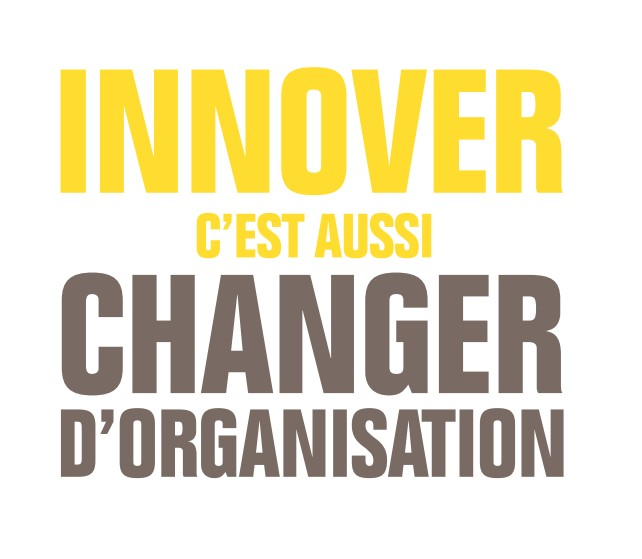 INNOVER
C'EST AUSSI
CHANGER
D'ORGANISATION